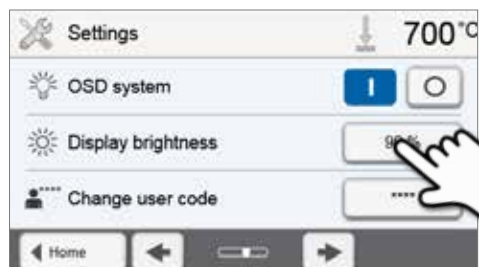 Settings 700°C
OSD system I O
Display brightness
Change user code ****
Home